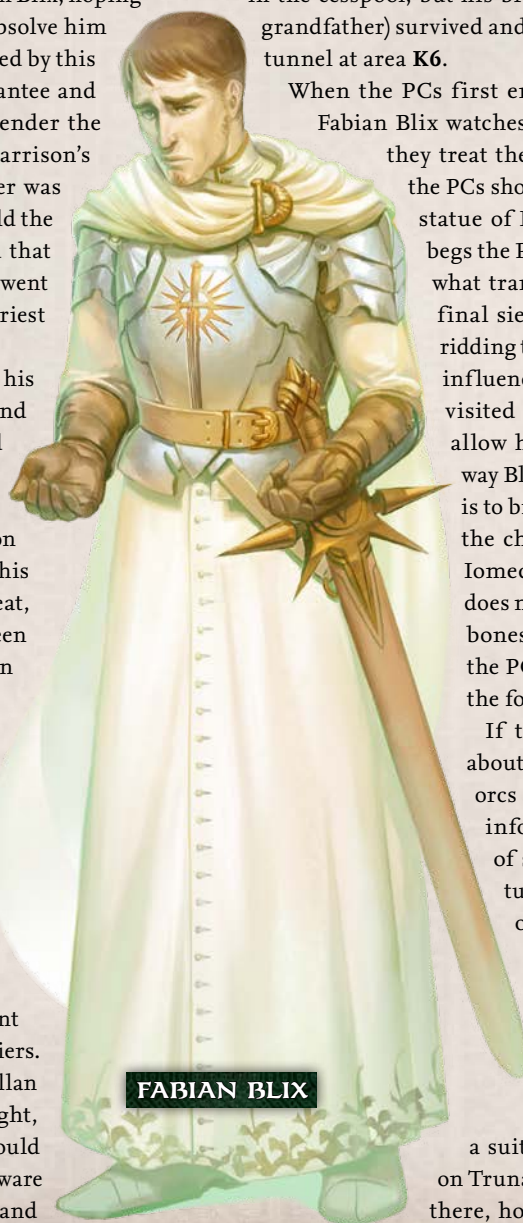 Blix, hoping
bsolve him
ed by this
antee and
ender the
arrison's
er was
ld the
that
went
riest
his
nd
on
his
eat,
een
n
nt
iers.
llan
ght,
ould
ware
and
in the cesspool, but his
grandfather) survived and
tunnel at area K6.
When the PCs first en
Fabian Blix watches
they treat the
the PCs sho
statue of I
begs the P
what tran
final sie
ridding t
influenc
visited
allow h
way Bl
is to br
the ch
Iomed
does n
bones
the PC
the fo
If t
about
orcs
info
of s
tu
o
a suit
on Truna
there, ho
FABIAN BLIX